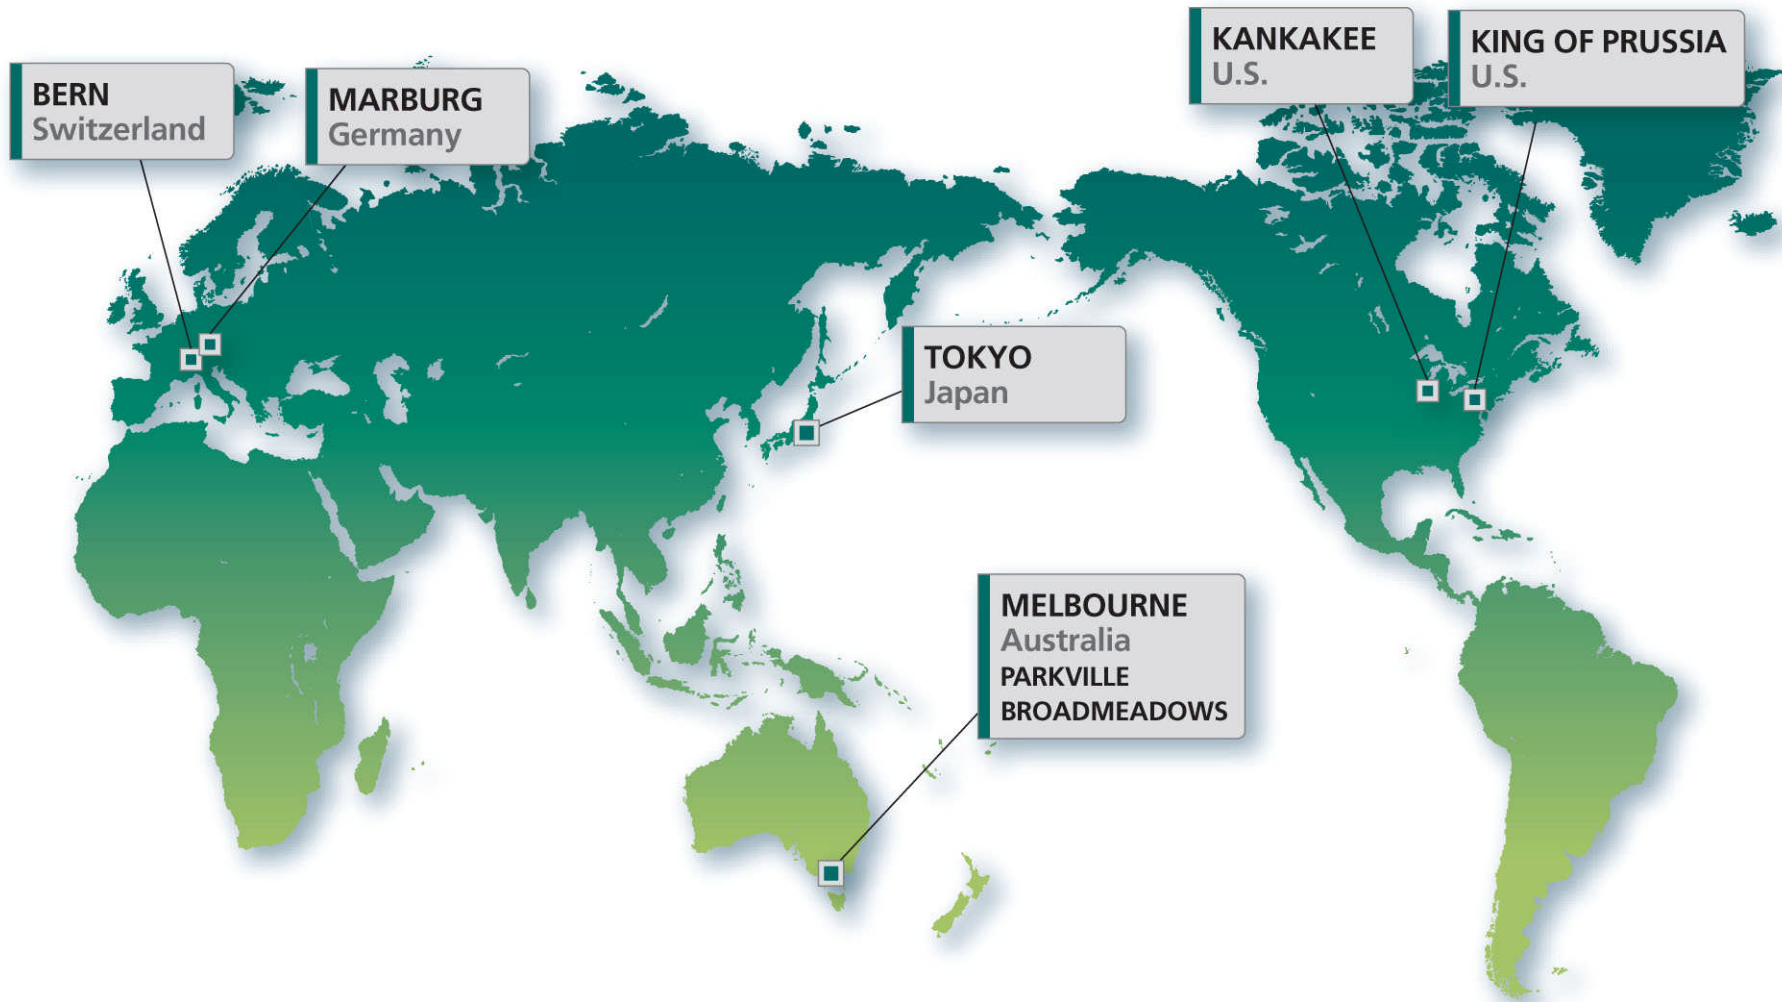 BERN
Switzerland
MARBURG
Germany
KANKAKEE
U.S.
KING OF PRUSSIA
U.S.
TOKYO
Japan
MELBOURNE
Australia
PARKVILLE
BROADMEADOWS